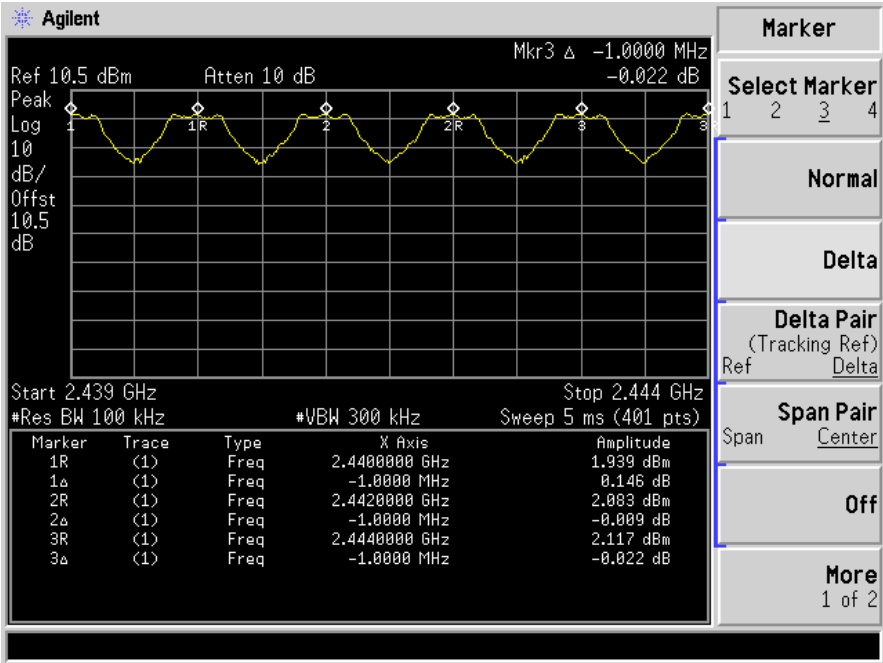 Agilent
Mkr3 Δ -1.0000 MHz
Ref 10.5 dBm Atten 10 dB -0.022 dB
Peak
Log
10
dB/
Offst
10.5
dB
1 1R 2 2R 3 3
Start 2.439 GHz Stop 2.444 GHz
#Res BW 100 kHz #VBW 300 kHz Sweep 5 ms (401 pts)
Marker Trace Type X Axis Amplitude
1R (1) Freq 2.4400000 GHz 1.939 dBm
1Δ (1) Freq -1.0000 MHz 0.146 dB
2R (1) Freq 2.4420000 GHz 2.083 dBm
2Δ (1) Freq -1.0000 MHz -0.009 dB
3R (1) Freq 2.4440000 GHz 2.117 dBm
3Δ (1) Freq -1.0000 MHz -0.022 dB
Marker
Select Marker
1 2 3 4
Normal
Delta
Delta Pair
(Tracking Ref)
Ref Delta
Span Pair
Span Center
Off
More
1 of 2